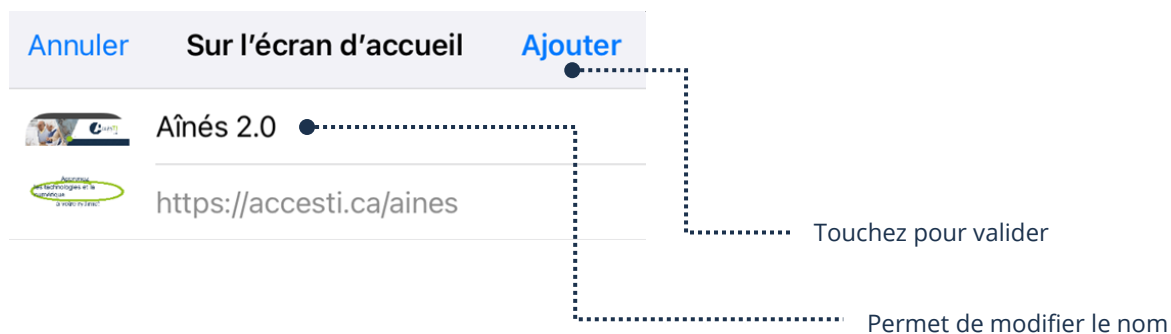 Annuler Sur l'écran d'accueil Ajouter
Aînés 2.0
https://accesti.ca/aines
Touchez pour valider
Permet de modifier le nom